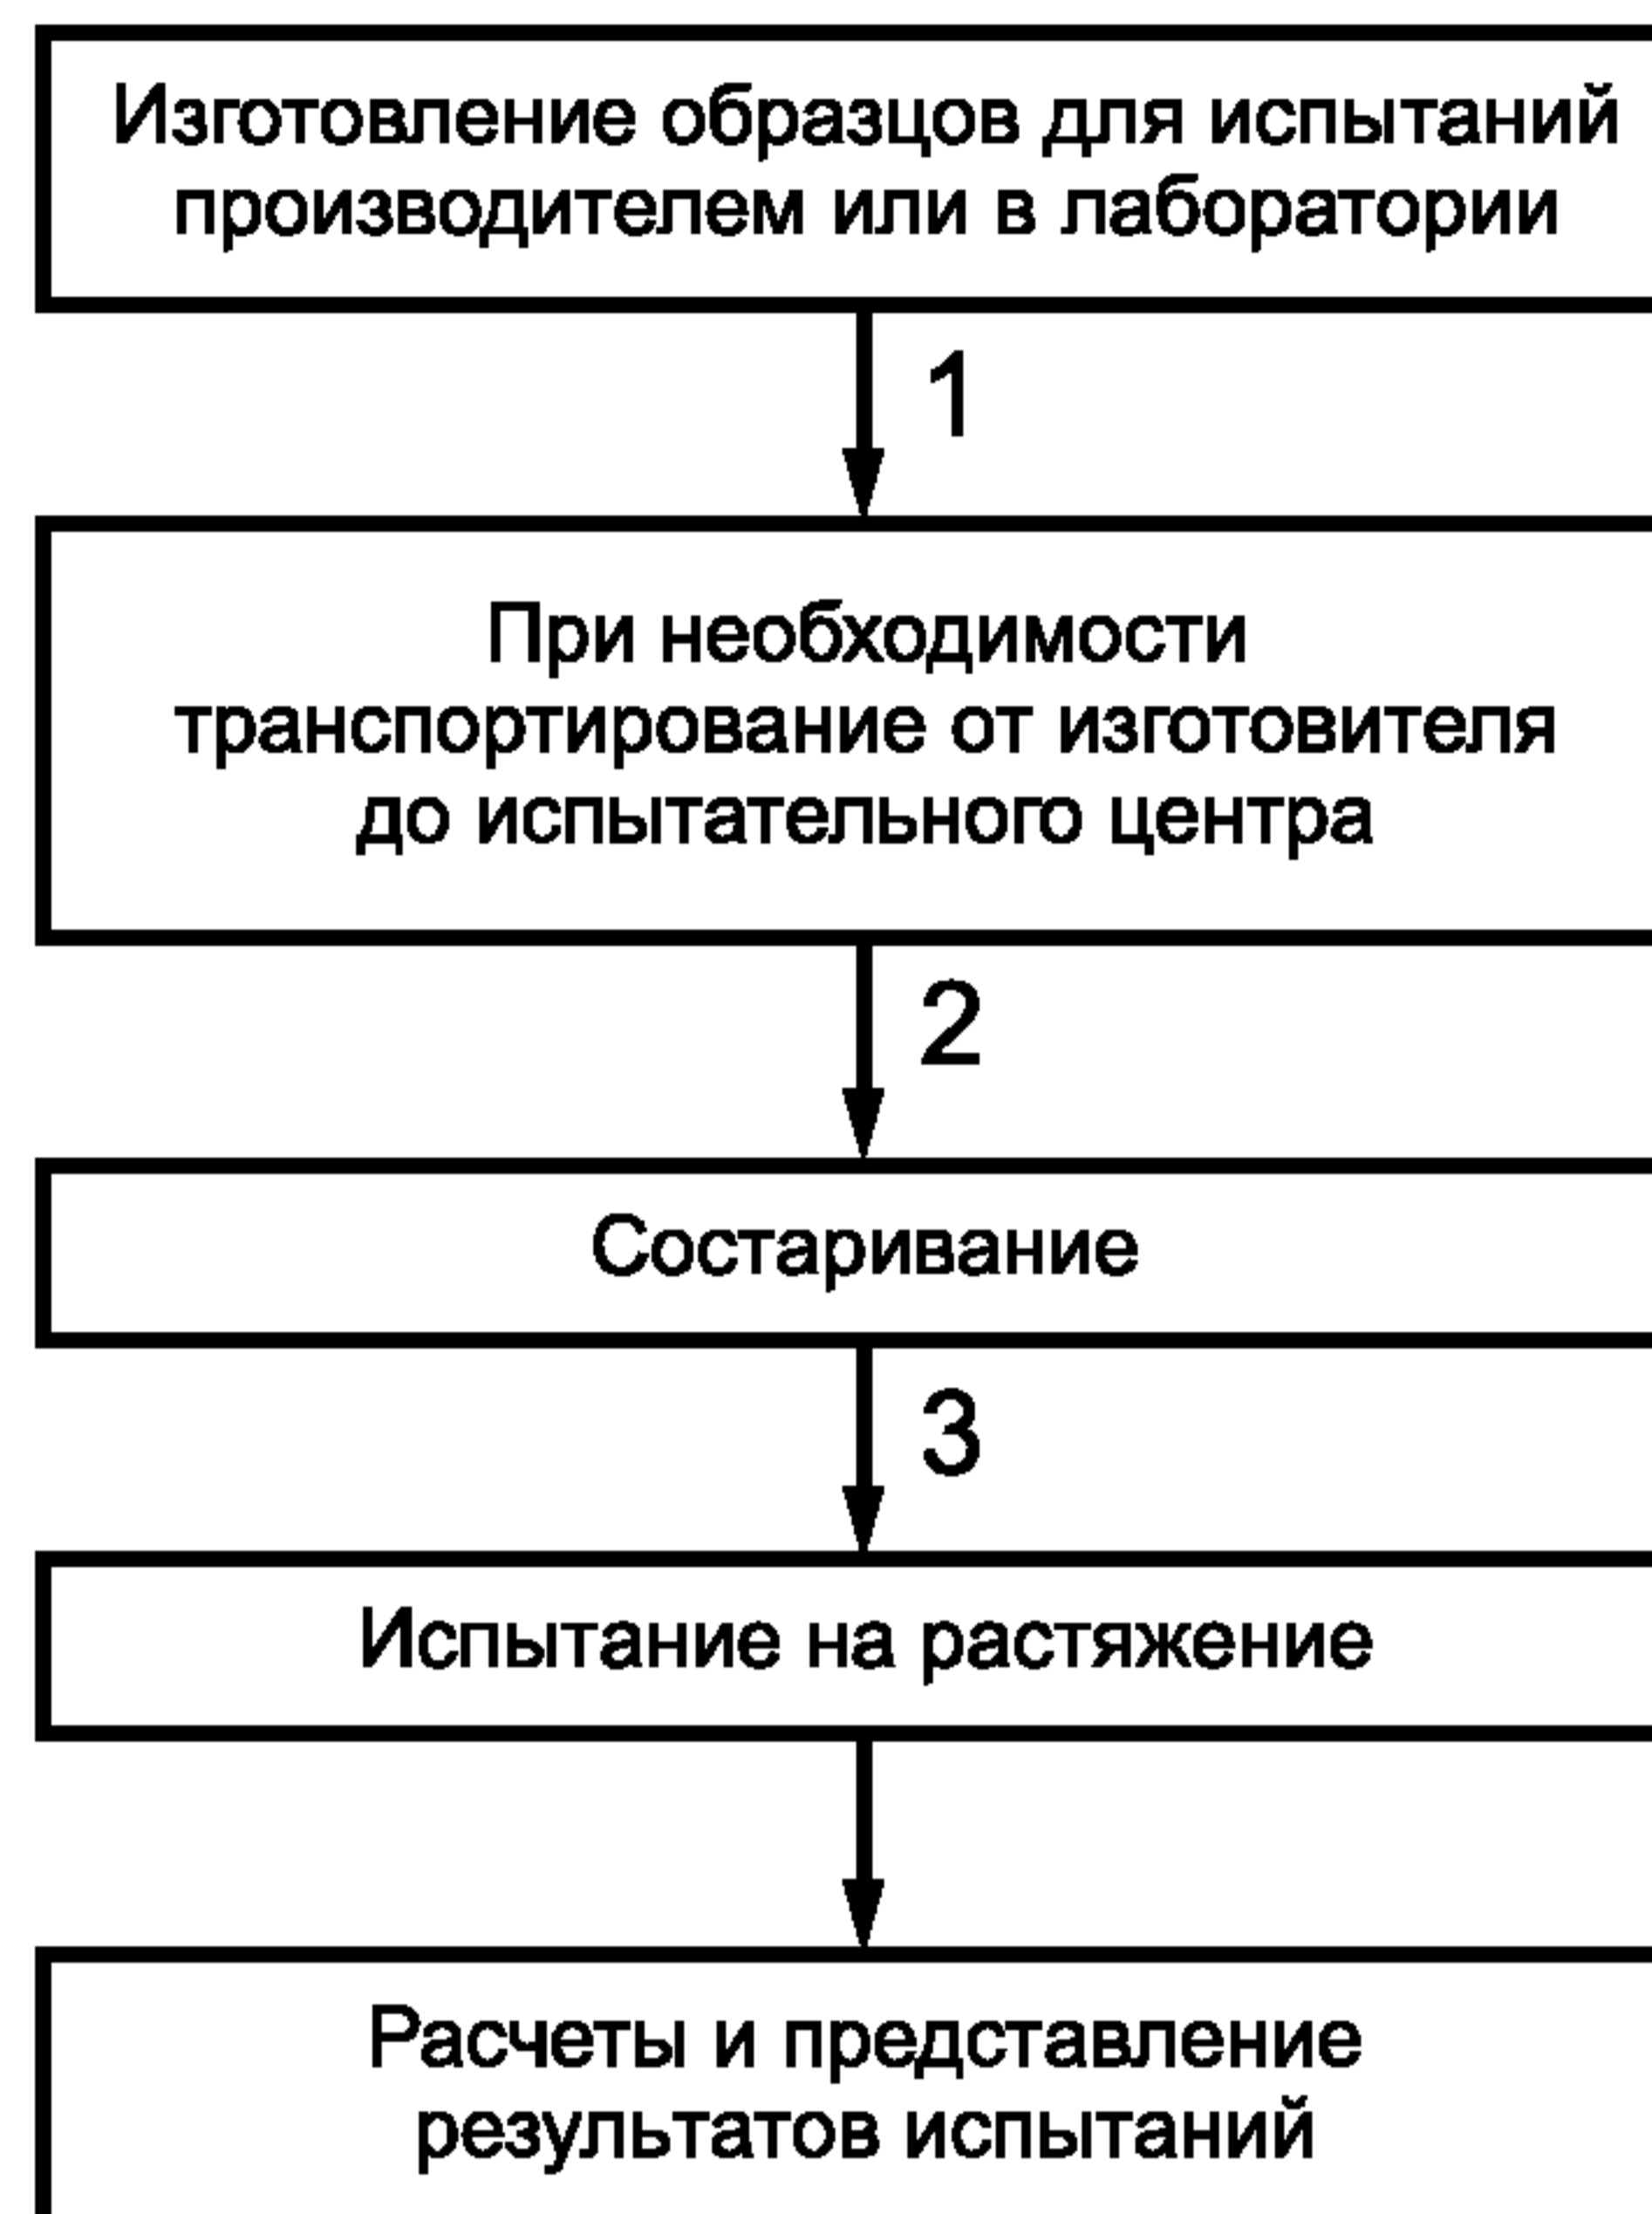 Изготовление образцов для испытаний
производителем или в лаборатории
1
При необходимости
транспортирование от изготовителя
до испытательного центра
2
Состаривание
3
Испытание на растяжение
Расчеты и представление
результатов испытаний